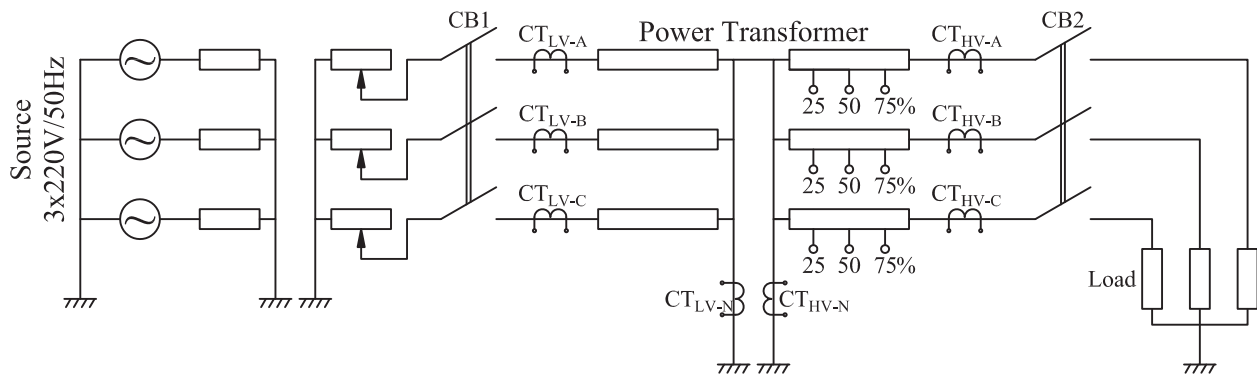 Source
3x220V/50Hz
CB1
CT_LV-A
Power Transformer
CT_HV-A
CB2
25 50 75%
CT_LV-B
CT_HV-B
25 50 75%
CT_LV-C
CT_HV-C
25 50 75%
CT_LV-N
CT_HV-N
Load